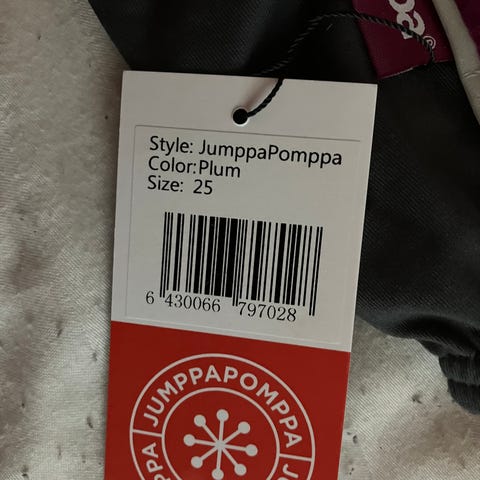 Style: JumppaPomppa
Color:Plum
Size: 25
6 430066 797028
JUMPPAPOMPPA